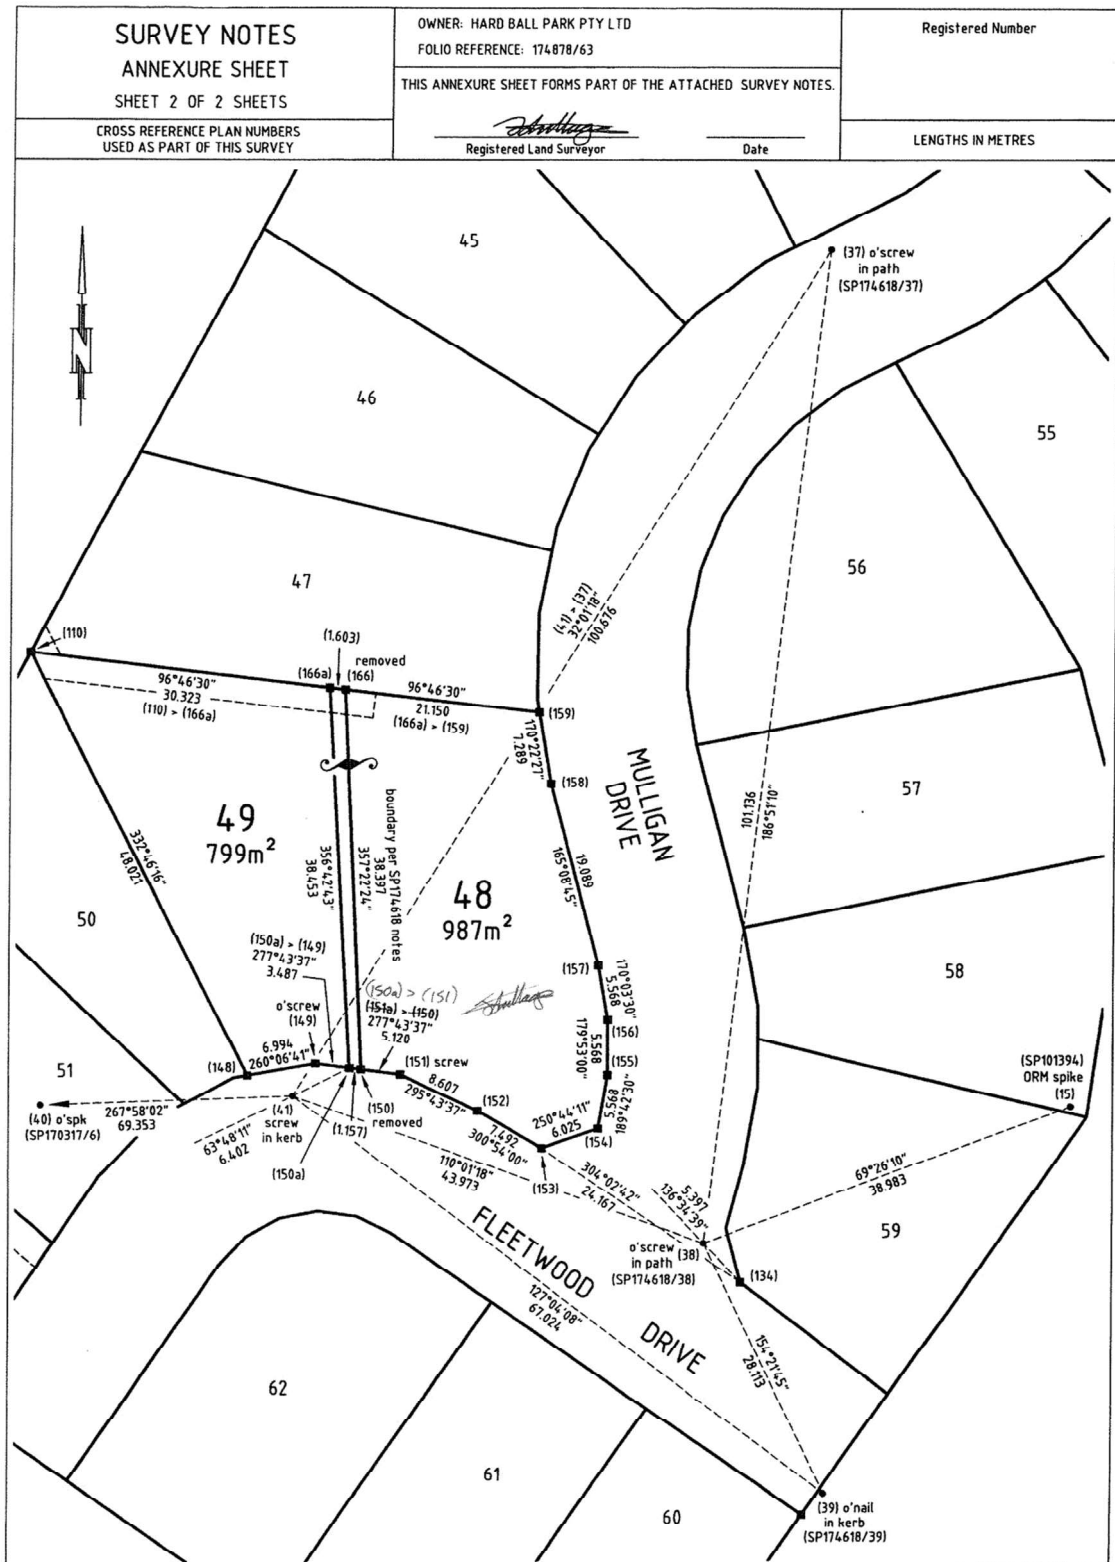 SURVEY NOTES
ANNEXURE SHEET
SHEET 2 OF 2 SHEETS
CROSS REFERENCE PLAN NUMBERS
USED AS PART OF THIS SURVEY
OWNER: HARD BALL PARK PTY LTD
FOLIO REFERENCE: 174878/63
THIS ANNEXURE SHEET FORMS PART OF THE ATTACHED SURVEY NOTES.
Registered Land Surveyor
Date
Registered Number
LENGTHS IN METRES
45
(37) o'screw
in path
(SP174618/37)
N
46
55
56
47
(41) > (37)
32°01'18"
100.676
(110)
(1.603)
(166a)
(166)
removed
96°46'30"
30.323
(110) > (166a)
96°46'30"
21.150
(166a) > (159)
(159)
170°22'27"
7.289
(158)
MULLIGAN
DRIVE
101.136
186°51'10"
57
49
799m²
332°46'16"
48.021
356°42'43"
38.453
357°22'24"
38.397
boundary per SP174618 notes
48
987m²
19.089
165°08'45"
50
(150a) > (149)
277°43'37"
3.487
(150a) > (151)
(151a) > (150)
277°43'37"
5.120
(157)
170°03'30"
5.568
58
o'screw
(149)
(156)
179°53'00"
5.568
(155)
51
(148)
6.994
260°06'41"
(151) screw
8.607
295°43'37"
(152)
189°42'30"
5.568
(SP101394)
ORM spike
(15)
(40) o'spk
(SP170317/6)
267°58'02"
69.353
(41)
screw
in kerb
(150)
removed
(1.157)
7.492
300°54'00"
250°44'11"
6.025
(154)
63°48'11"
6.402
(150a)
110°01'18"
43.973
(153)
304°02'42"
24.167
5.397
136°34'39"
69°26'10"
38.983
59
FLEETWOOD
DRIVE
o'screw (38)
in path
(SP174618/38)
(134)
127°04'08"
67.024
154°21'45"
28.113
62
61
60
(39) o'nail
in kerb
(SP174618/39)